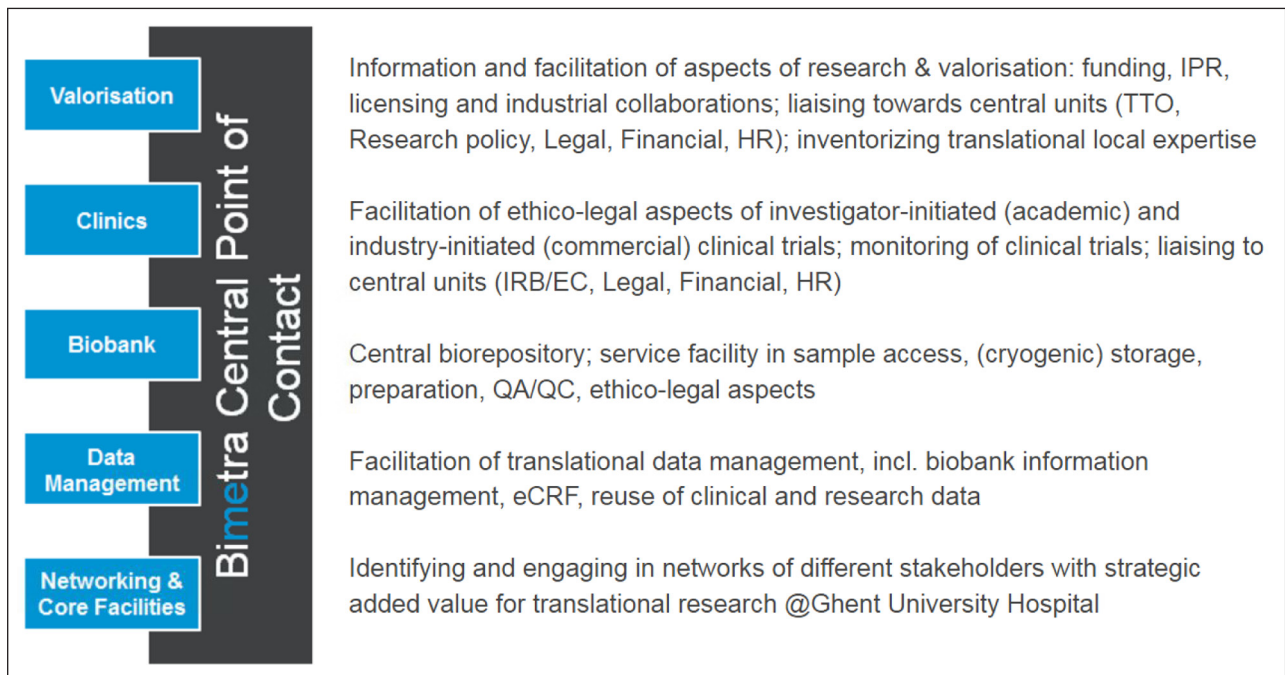 Valorisation
Information and facilitation of aspects of research & valorisation: funding, IPR,
licensing and industrial collaborations; liaising towards central units (TTO,
Research policy, Legal, Financial, HR); inventorizing translational local expertise
Clinics
Facilitation of ethico-legal aspects of investigator-initiated (academic) and
industry-initiated (commercial) clinical trials; monitoring of clinical trials; liaising to
central units (IRB/EC, Legal, Financial, HR)
Biobank
Central biorepository; service facility in sample access, (cryogenic) storage,
preparation, QA/QC, ethico-legal aspects
Data
Management
Facilitation of translational data management, incl. biobank information
management, eCRF, reuse of clinical and research data
Networking &
Core Facilities
Identifying and engaging in networks of different stakeholders with strategic
added value for translational research @Ghent University Hospital
Bimetra Central Point of
Contact